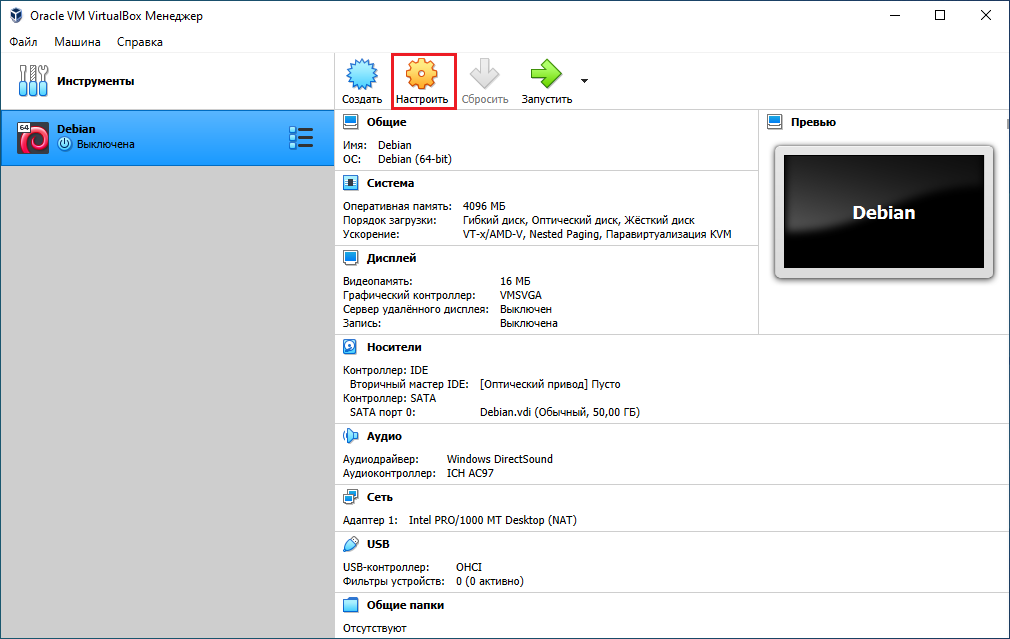 Oracle VM VirtualBox Менеджер
Файл Машина Справка
Инструменты
Создать Настроить Сбросить Запустить
64
Debian
Выключена
Общие
Имя: Debian
ОС: Debian (64-bit)
Система
Оперативная память: 4096 МБ
Порядок загрузки: Гибкий диск, Оптический диск, Жёсткий диск
Ускорение: VT-x/AMD-V, Nested Paging, Паравиртуализация KVM
Дисплей
Видеопамять: 16 МБ
Графический контроллер: VMSVGA
Сервер удалённого дисплея: Выключен
Запись: Выключена
Превью
Debian
Носители
Контроллер: IDE
Вторичный мастер IDE: [Оптический привод] Пусто
Контроллер: SATA
SATA порт 0: Debian.vdi (Обычный, 50,00 ГБ)
Аудио
Аудиодрайвер: Windows DirectSound
Аудиоконтроллер: ICH AC97
Сеть
Адаптер 1: Intel PRO/1000 MT Desktop (NAT)
USB
USB-контроллер: OHCI
Фильтры устройств: 0 (0 активно)
Общие папки
Отсутствуют